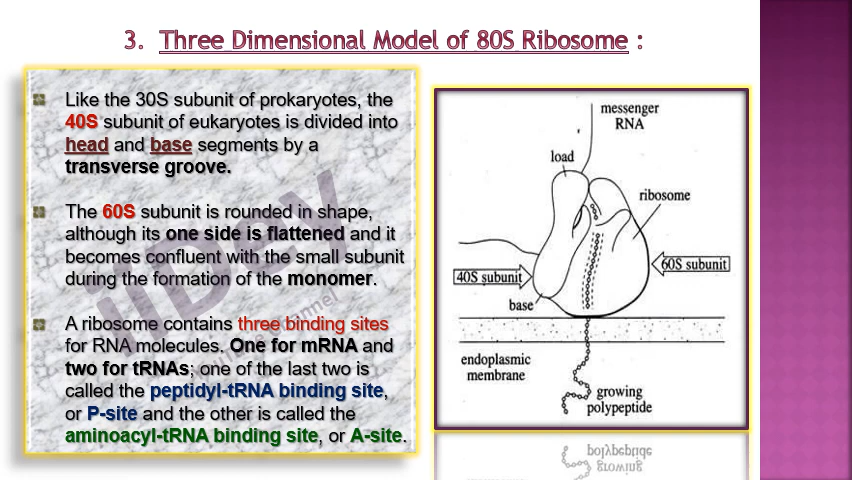 3. Three Dimensional Model of 80S Ribosome :
Like the 30S subunit of prokaryotes, the
40S subunit of eukaryotes is divided into
head and base segments by a
transverse groove.
The 60S subunit is rounded in shape,
although its one side is flattened and it
becomes confluent with the small subunit
during the formation of the monomer.
A ribosome contains three binding sites
for RNA molecules. One for mRNA and
two for tRNAs; one of the last two is
called the peptidyl-tRNA binding site,
or P-site and the other is called the
aminoacyl-tRNA binding site, or A-site.
messenger
RNA
load
ribosome
40S subunit
60S subunit
base
endoplasmic
membrane
growing
polypeptide